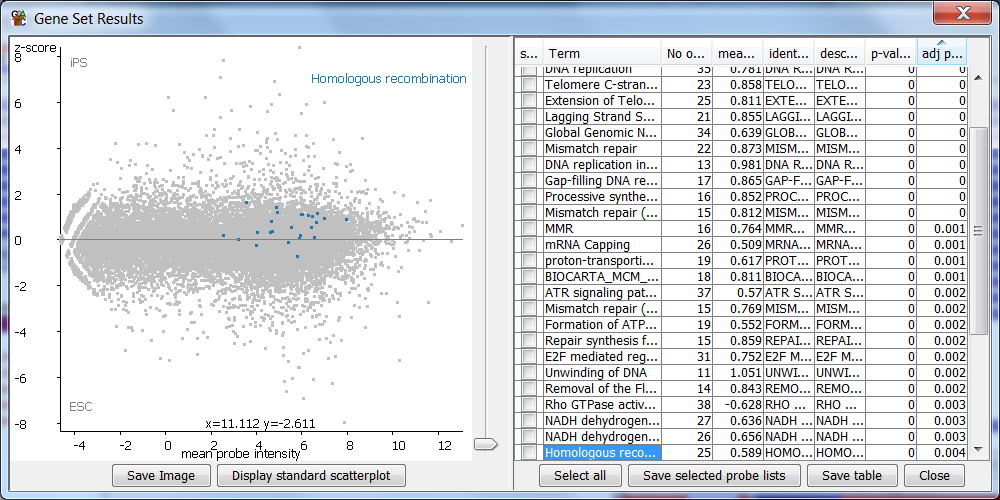 Gene Set Results
z-score
8
iPS
Homologous recombination
6
4
2
0
-2
-4
-6
ESC
-8
x=11.112 y=-2.611
-4 -2 0 2 4 6 8 10 12
mean probe intensity
Save Image Display standard scatterplot
s... Term No o... mea... ident... desc... p-val... adj p...
DNA replication 35 0.781 DNA R... DNA R... 0 0
Telomere C-stran... 23 0.858 TELO... TELO... 0 0
Extension of Telo... 25 0.811 EXTE... EXTE... 0 0
Lagging Strand S... 21 0.855 LAGGI... LAGGI... 0 0
Global Genomic N... 34 0.639 GLOB... GLOB... 0 0
Mismatch repair 22 0.873 MISM... MISM... 0 0
DNA replication in... 13 0.981 DNA R... DNA R... 0 0
Gap-filling DNA re... 17 0.865 GAP-F... GAP-F... 0 0
Processive synthe... 16 0.852 PROC... PROC... 0 0
Mismatch repair (... 15 0.812 MISM... MISM... 0 0
MMR 16 0.764 MMR... MMR... 0 0.001
mRNA Capping 26 0.509 MRNA... MRNA... 0 0.001
proton-transporti... 19 0.617 PROT... PROT... 0 0.001
BIOCARTA_MCM_... 18 0.811 BIOCA... BIOCA... 0 0.001
ATR signaling pat... 37 0.57 ATR S... ATR S... 0 0.002
Mismatch repair (... 15 0.769 MISM... MISM... 0 0.002
Formation of ATP... 19 0.552 FORM... FORM... 0 0.002
Repair synthesis f... 15 0.859 REPAI... REPAI... 0 0.002
E2F mediated reg... 31 0.752 E2F M... E2F M... 0 0.002
Unwinding of DNA 11 1.051 UNWI... UNWI... 0 0.002
Removal of the Fl... 14 0.843 REMO... REMO... 0 0.002
Rho GTPase activ... 38 -0.628 RHO ... RHO ... 0 0.003
NADH dehydrogen... 27 0.636 NADH ... NADH ... 0 0.003
NADH dehydrogen... 26 0.656 NADH ... NADH ... 0 0.003
Homologous reco... 25 0.589 HOMO... HOMO... 0 0.004
Select all Save selected probe lists Save table Close